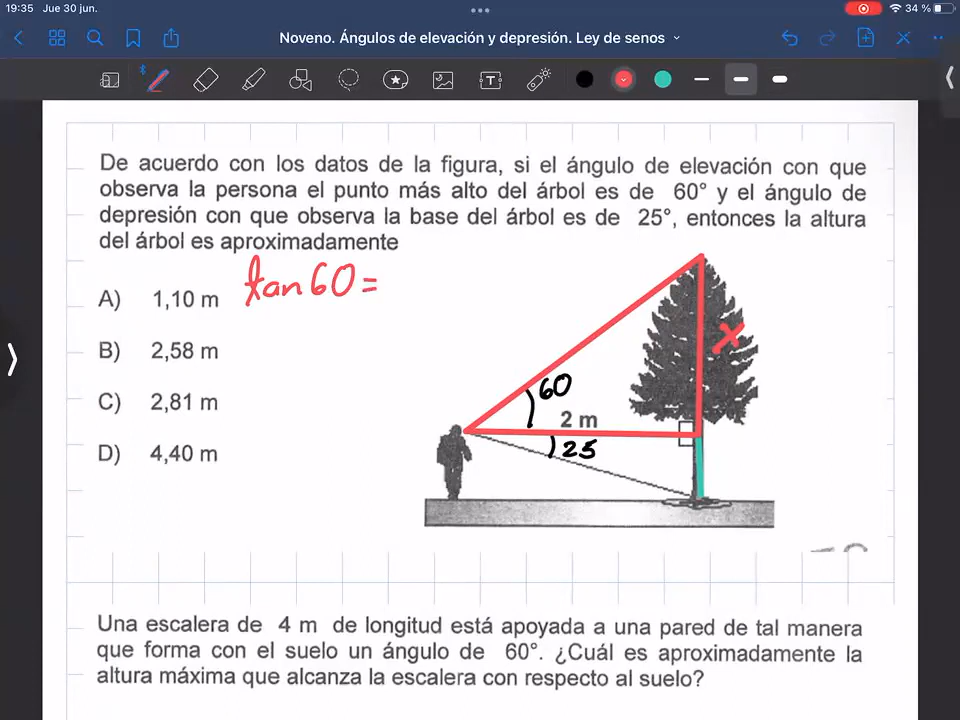 19:35 Jue 30 jun.
34 %
Noveno. Ángulos de elevación y depresión. Ley de senos
De acuerdo con los datos de la figura, si el ángulo de elevación con que
observa la persona el punto más alto del árbol es de 60° y el ángulo de
depresión con que observa la base del árbol es de 25°, entonces la altura
del árbol es aproximadamente
tan60=
A) 1,10 m
B) 2,58 m
C) 2,81 m
D) 4,40 m
x
60
2 m
25
Una escalera de 4 m de longitud está apoyada a una pared de tal manera
que forma con el suelo un ángulo de 60°. ¿Cuál es aproximadamente la
altura máxima que alcanza la escalera con respecto al suelo?